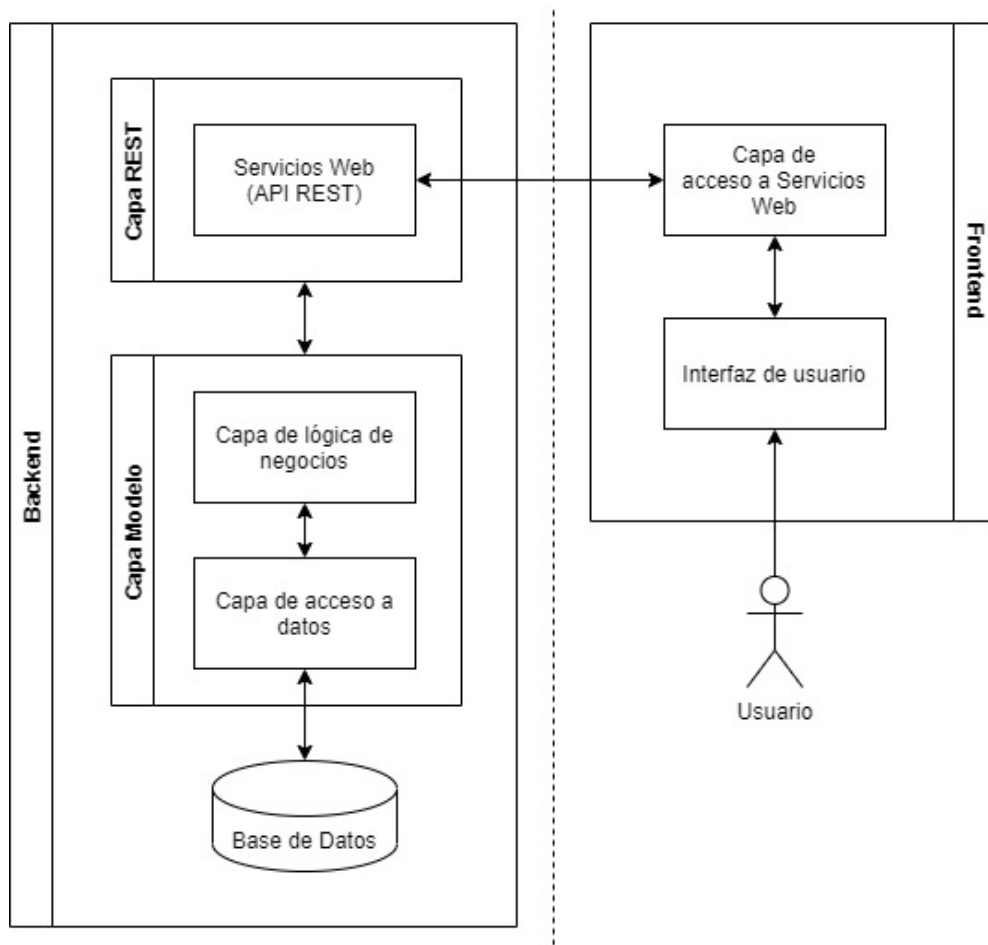 Backend
Capa REST
Servicios Web
(API REST)
Capa Modelo
Capa de lógica de
negocios
Capa de acceso a
datos
Base de Datos
Frontend
Capa de
acceso a Servicios
Web
Interfaz de usuario
Usuario